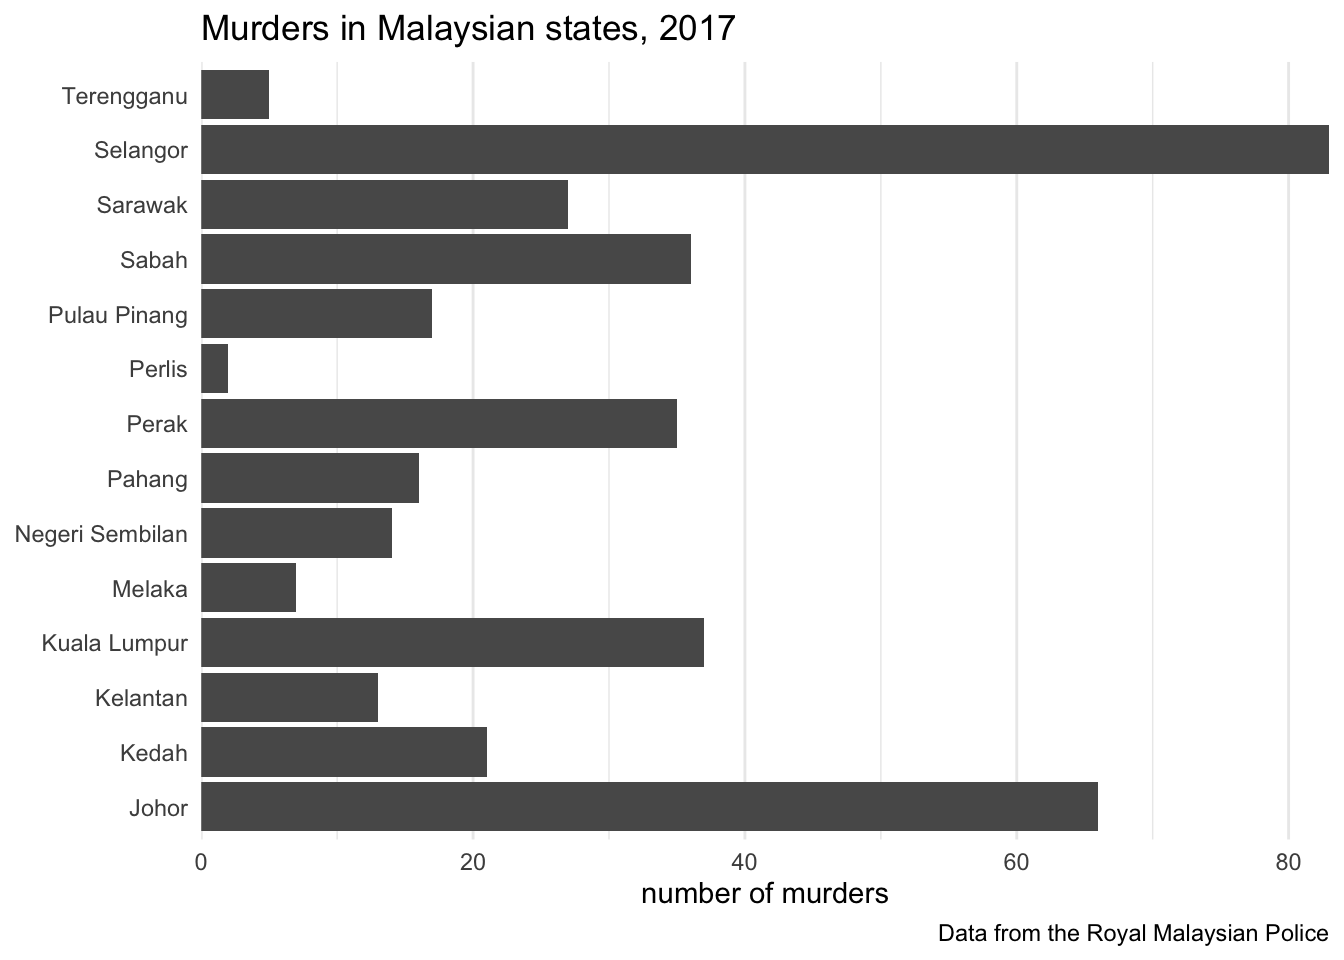 Murders in Malaysian states, 2017
Terengganu
Selangor
Sarawak
Sabah
Pulau Pinang
Perlis
Perak
Pahang
Negeri Sembilan
Melaka
Kuala Lumpur
Kelantan
Kedah
Johor
0 20 40 60 80
number of murders
Data from the Royal Malaysian Police